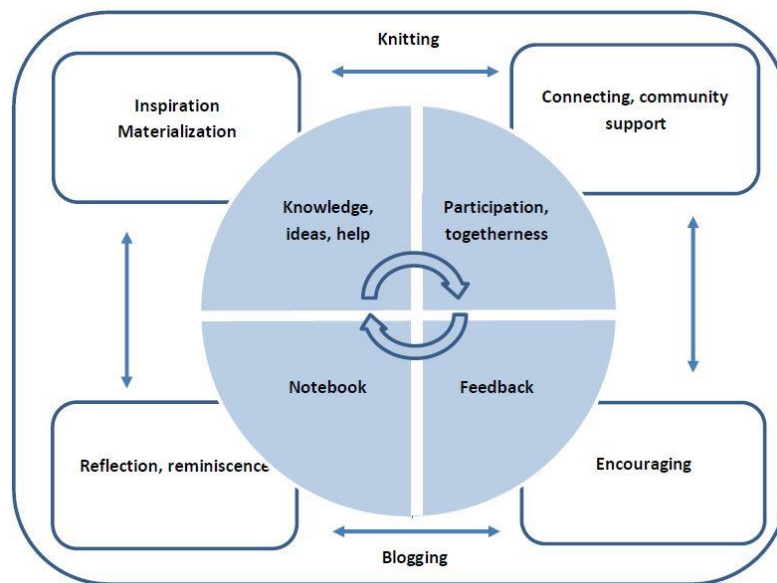 Knitting
Inspiration
Materialization
Connecting, community
support
Knowledge,
ideas, help
Participation,
togetherness
Notebook
Feedback
Reflection, reminiscence
Encouraging
Blogging